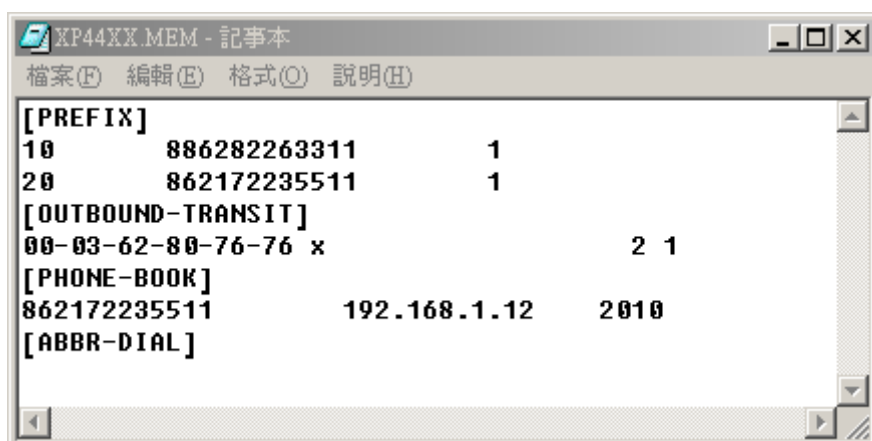 XP44XX.MEM - 記事本
檔案(F) 編輯(E) 格式(O) 說明(H)
[PREFIX]
10 886282263311 1
20 862172235511 1
[OUTBOUND-TRANSIT]
00-03-62-80-76-76 x 2 1
[PHONE-BOOK]
862172235511 192.168.1.12 2010
[ABBR-DIAL]